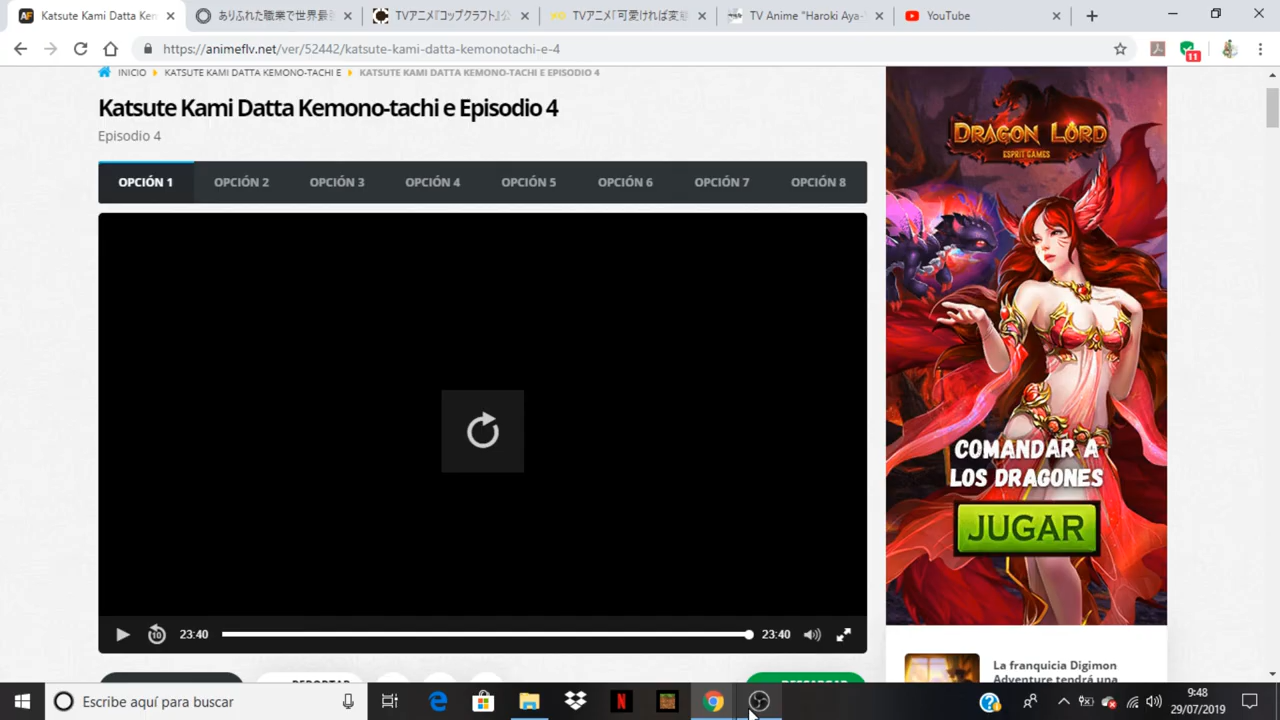 Katsute Kami Datta Ken
ありふれた職業で世界最
TVアニメ『コップクラフト』公
TVアニメ「可愛ければ変態
TV Anime "Haroki Aya-
YouTube
https://animeflv.net/ver/52442/katsute-kami-datta-kemonotachi-e-4
11
INICIO KATSUTE KAMI DATTA KEMONO-TACHI E KATSUTE KAMI DATTA KEMONO-TACHI E EPISODIO 4
Katsute Kami Datta Kemono-tachi e Episodio 4
Episodio 4
OPCIÓN 1 OPCIÓN 2 OPCIÓN 3 OPCIÓN 4 OPCIÓN 5 OPCIÓN 6 OPCIÓN 7 OPCIÓN 8
DRAGON LORD
ESPRIT GAMES
COMANDAR A
LOS DRAGONES
JUGAR
10 23:40 23:40
La franquicia Digimon
Adventure tendrá una
REPORTAR
DESCARGAR
Escribe aquí para buscar
9:48
29/07/2019